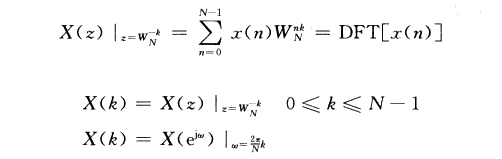 X(z) |_{z=W_N^{-k}} = \sum_{n=0}^{N-1} x(n)W_N^{nk} = DFT[x(n)]
X(k) = X(z) |_{z=W_N^{-k}} 0 ≤ k ≤ N − 1
X(k) = X(e^{jω}) |_{ω=\frac{2π}{N}k}